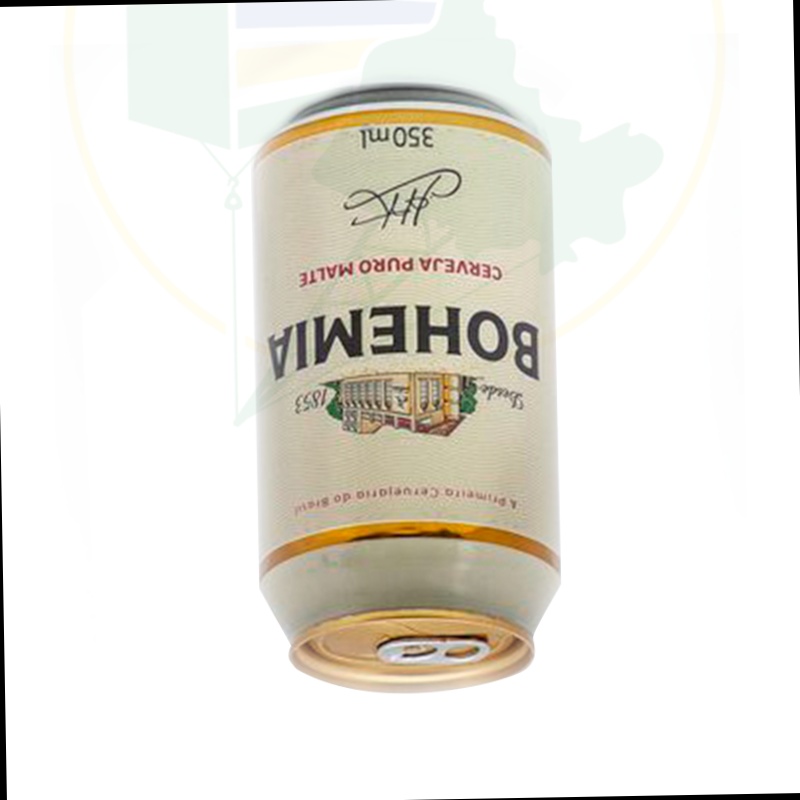 A Primeira Cervejaria do Brasil
Desde 1853
BOHEMIA
CERVEJA PURO MALTE
350ml